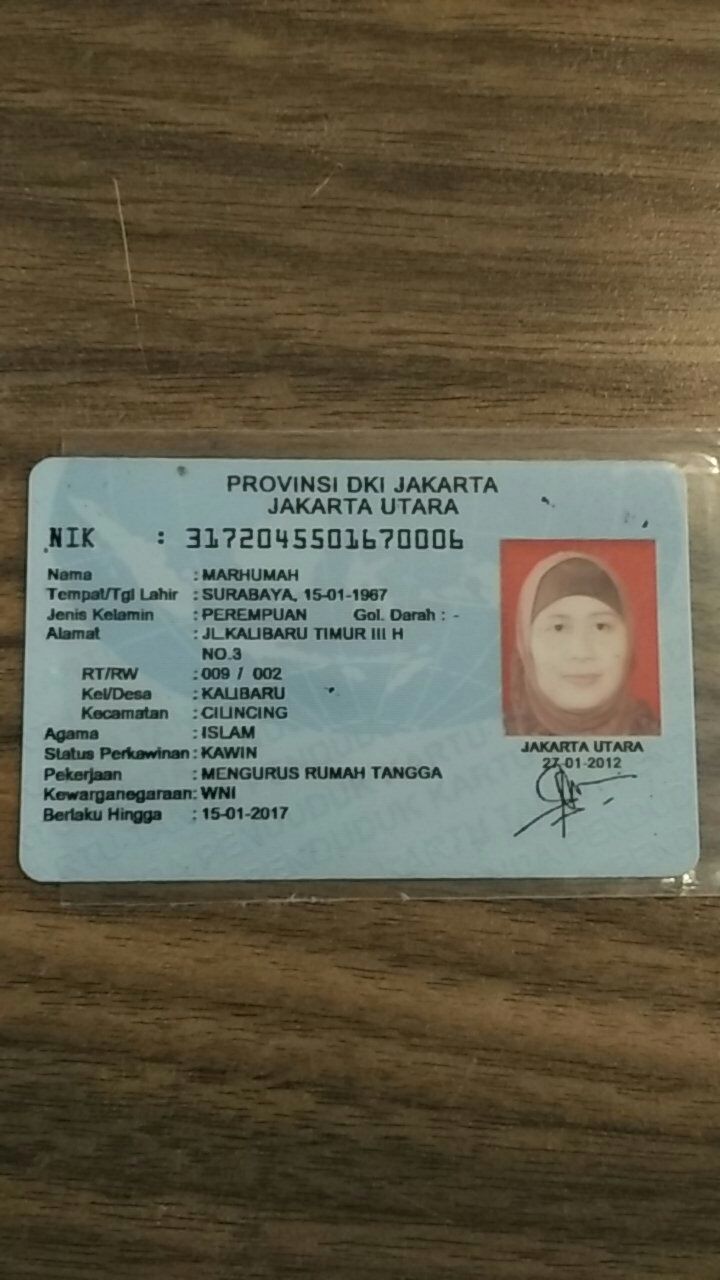 PROVINSI DKI JAKARTA
JAKARTA UTARA
NIK : 3172045501670006
Nama : MARHUMAH
Tempat/Tgl Lahir : SURABAYA, 15-01-1967
Jenis Kelamin : PEREMPUAN Gol. Darah : -
Alamat : JL.KALIBARU TIMUR III H
NO.3
RT/RW : 009 / 002
Kel/Desa : KALIBARU
Kecamatan : CILINCING
Agama : ISLAM
Status Perkawinan : KAWIN
Pekerjaan : MENGURUS RUMAH TANGGA
Kewarganegaraan : WNI
Berlaku Hingga : 15-01-2017
JAKARTA UTARA
27-01-2012